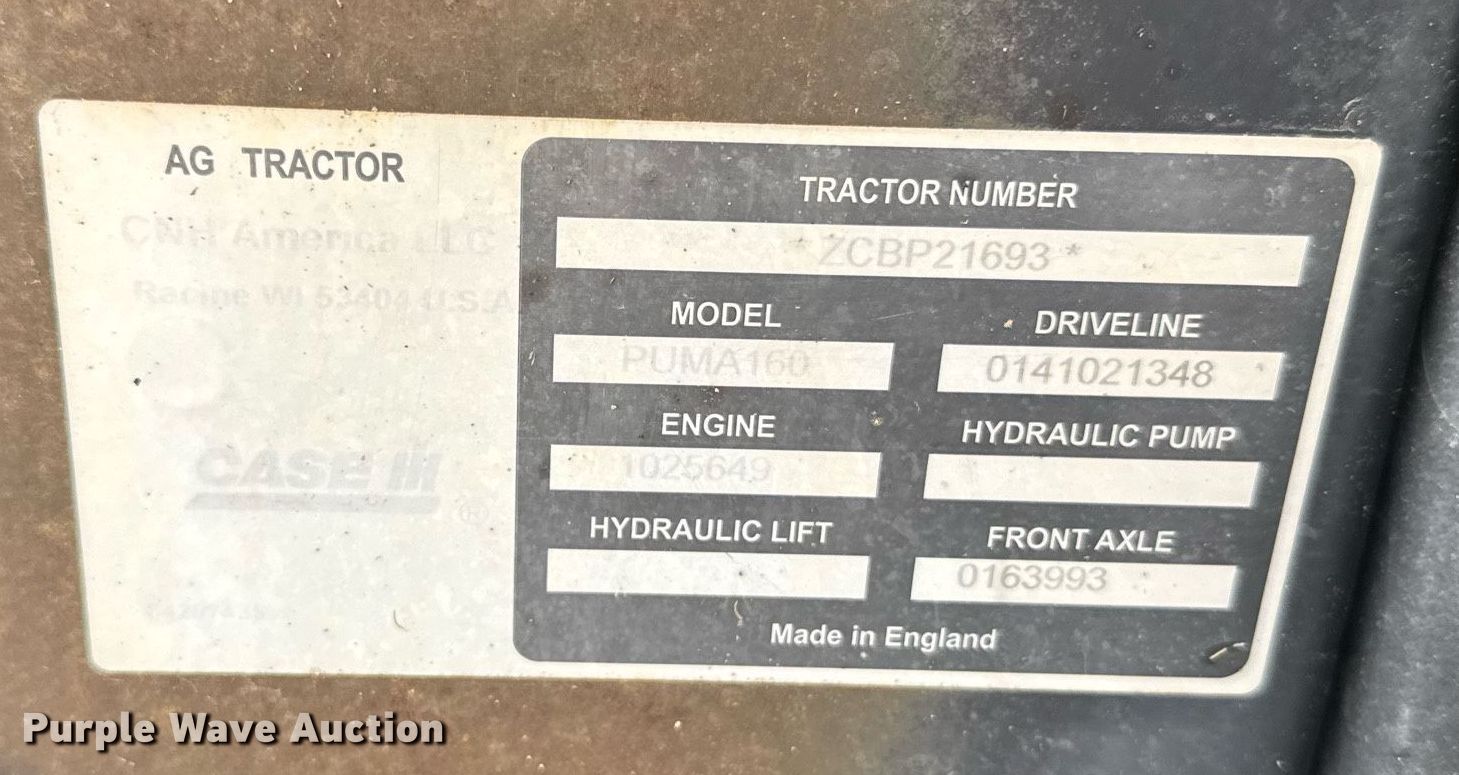 AG TRACTOR
CNH America LLC
Racine WI 53404 U.S.A
CASE IH
®
TRACTOR NUMBER
* ZCBP21693 *
MODEL
PUMA160
DRIVELINE
0141021348
ENGINE
1025649
HYDRAULIC PUMP
HYDRAULIC LIFT
FRONT AXLE
0163993
Made in England
Purple Wave Auction